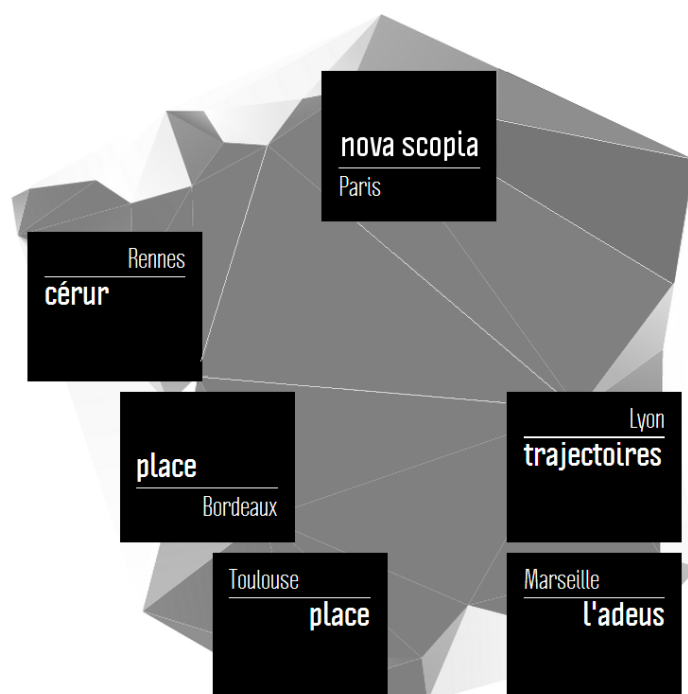 nova scopia
Paris
Rennes
cérur
place
Bordeaux
Lyon
trajectoires
Toulouse
place
Marseille
l'adeus